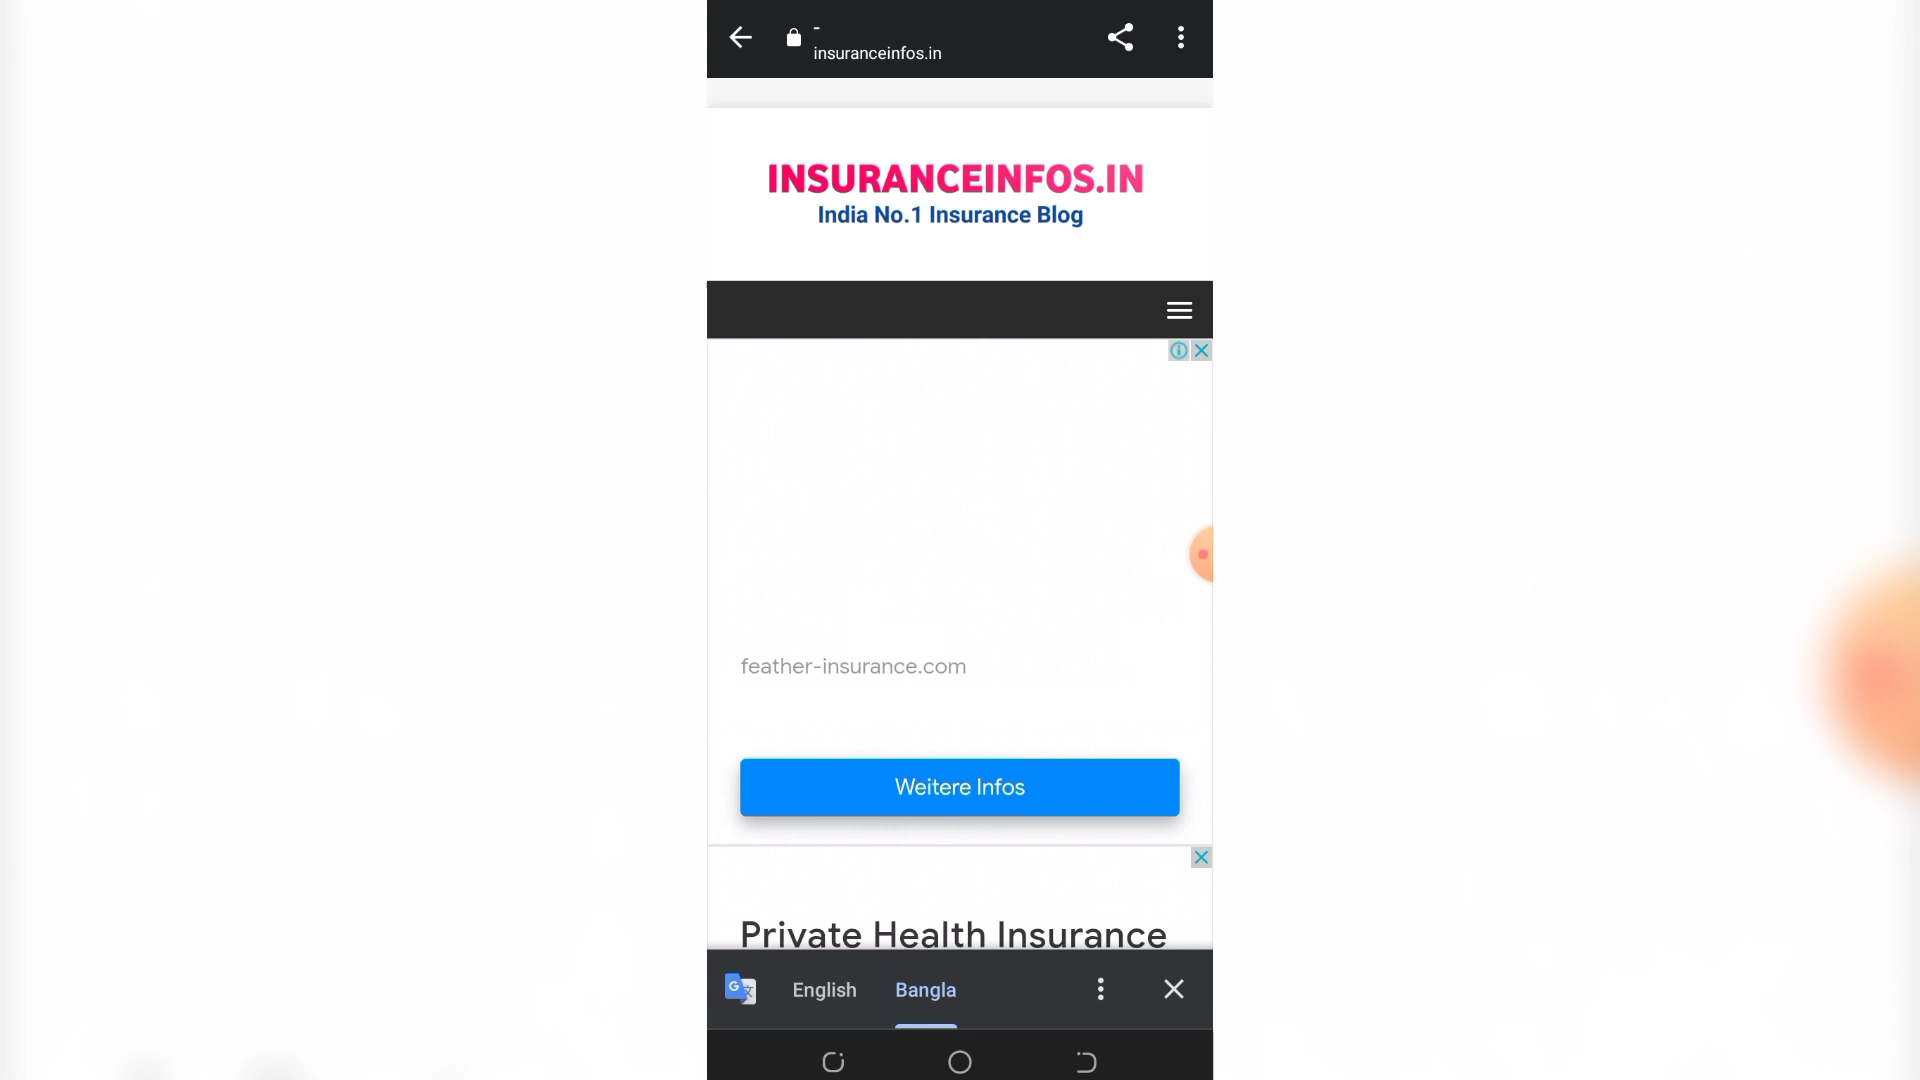 -
insuranceinfos.in
INSURANCEINFOS.IN
India No.1 Insurance Blog
feather-insurance.com
Weitere Infos
Private Health Insurance
G 文 English Bangla